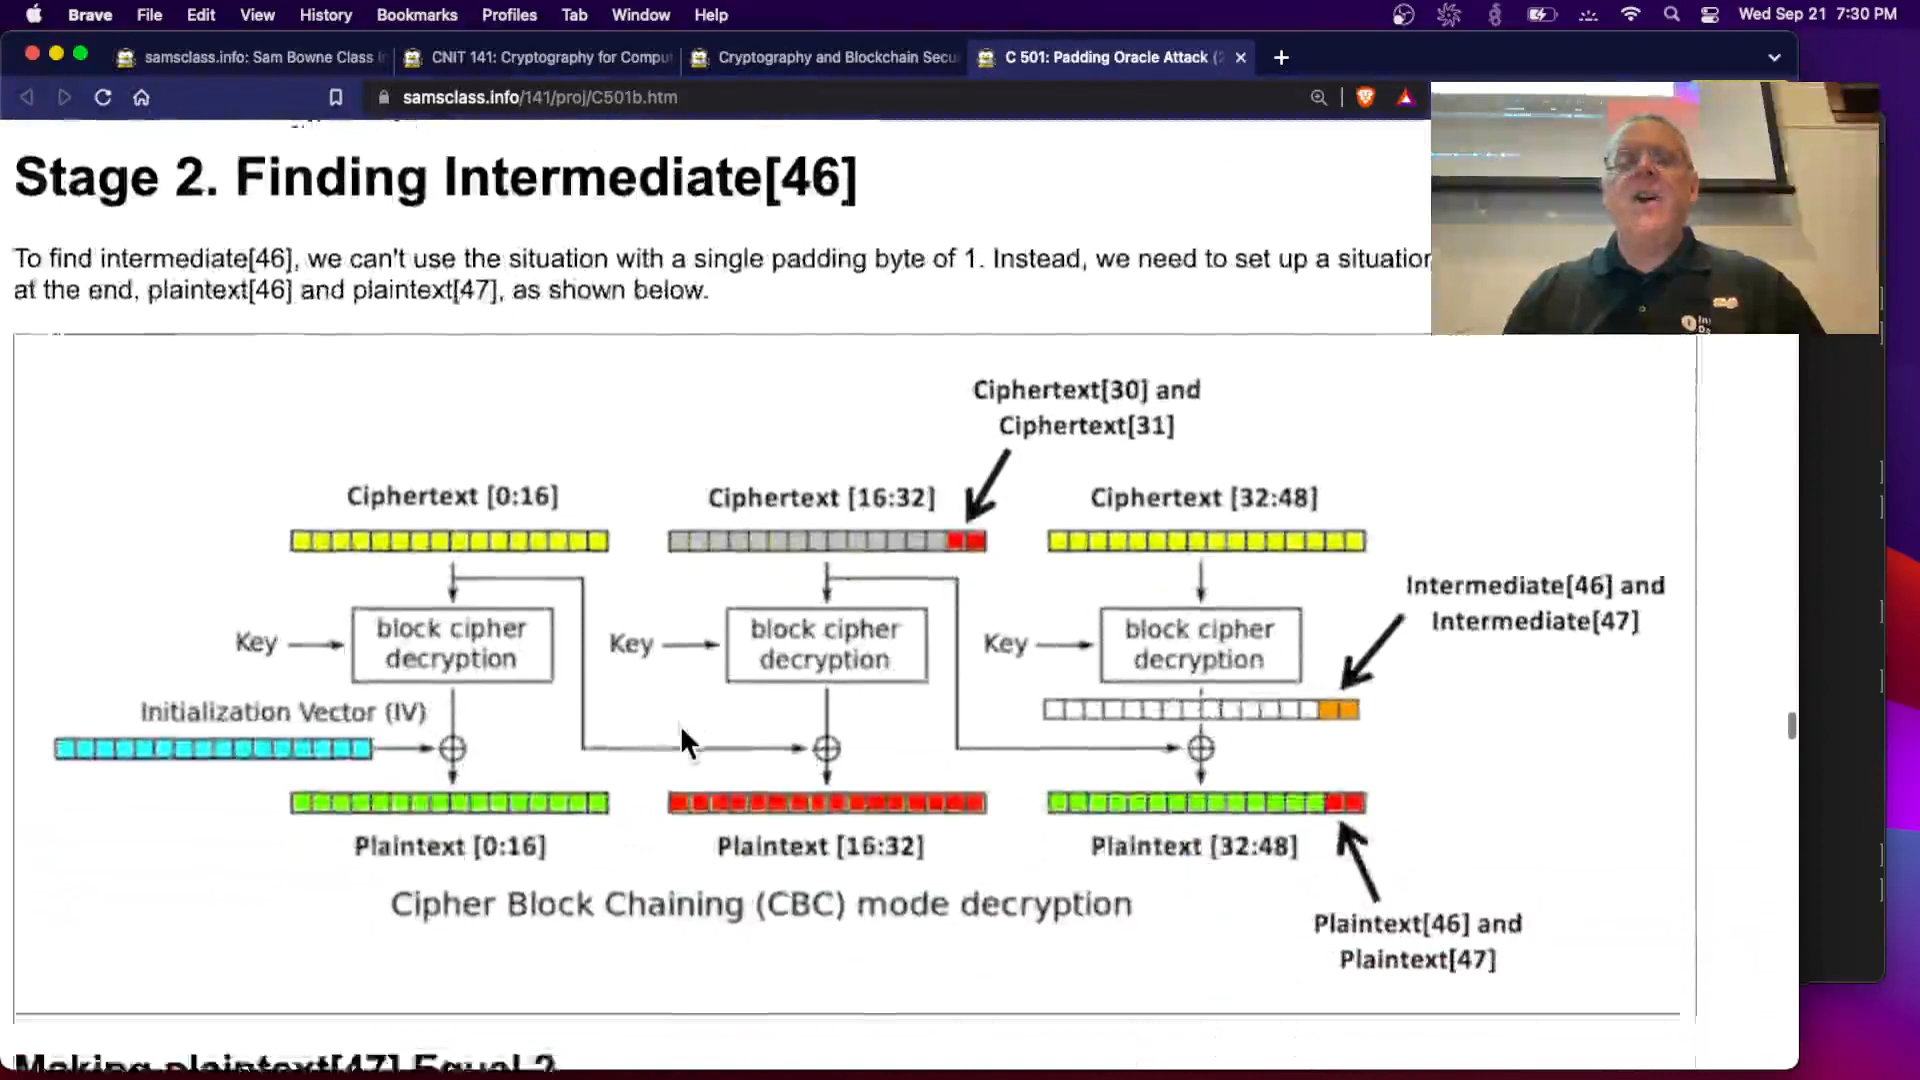 Brave File Edit View History Bookmarks Profiles Tab Window Help Wed Sep 21 7:30 PM
samsclass.info: Sam Bowne Class CNIT 141: Cryptography for Compu Cryptography and Blockchain Secu C 501: Padding Oracle Attack (
samsclass.info/141/proj/C501b.htm
Stage 2. Finding Intermediate[46]
To find intermediate[46], we can't use the situation with a single padding byte of 1. Instead, we need to set up a situation
at the end, plaintext[46] and plaintext[47], as shown below.
Ciphertext[30] and
Ciphertext[31]
Ciphertext [0:16] Ciphertext [16:32] Ciphertext [32:48]
Intermediate[46] and
Intermediate[47]
Key block cipher decryption Key block cipher decryption Key block cipher decryption
Initialization Vector (IV)
Plaintext [0:16] Plaintext [16:32] Plaintext [32:48]
Cipher Block Chaining (CBC) mode decryption
Plaintext[46] and
Plaintext[47]
Making plaintext[47] Equal 2